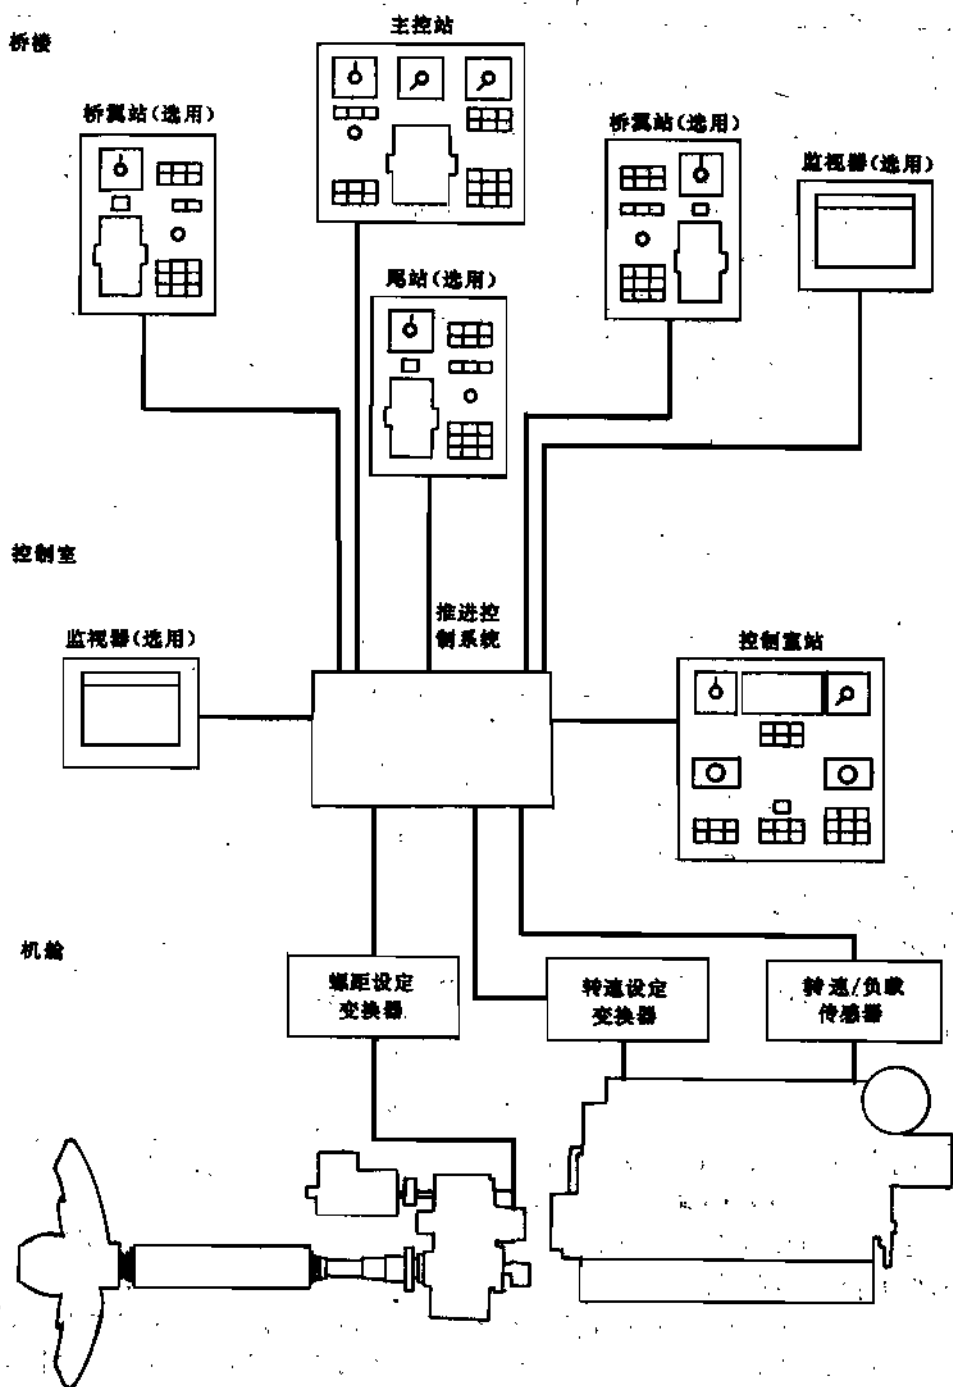 主控站
桥楼
桥翼站(选用)
桥翼站(选用)
监视器(选用)
尾站(选用)
控制室
推进控
制系统
监视器(选用)
控制室站
机舱
螺距设定
变换器
转速设定
变换器
转速/负载
传感器